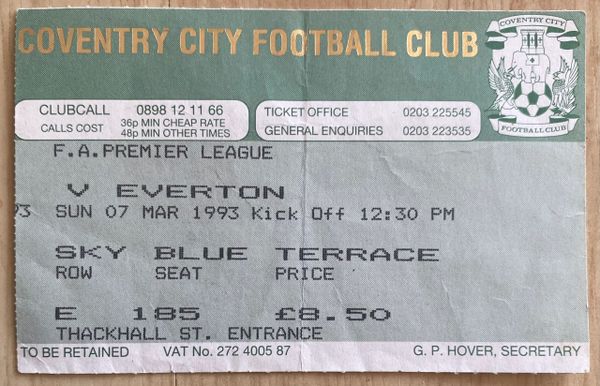 COVENTRY CITY FOOTBALL CLUB
COVENTRY CITY
FOOTBALL CLUB
CLUBCALL 0898 12 11 66
CALLS COST 36p MIN CHEAP RATE
48p MIN OTHER TIMES
TICKET OFFICE 0203 225545
GENERAL ENQUIRIES 0203 223535
F.A.PREMIER LEAGUE
V EVERTON
93 SUN 07 MAR 1993 Kick Off 12:30 PM
SKY BLUE TERRACE
ROW SEAT PRICE
E 185 £8.50
THACKHALL ST. ENTRANCE
TO BE RETAINED VAT No. 272 4005 87 G. P. HOVER, SECRETARY